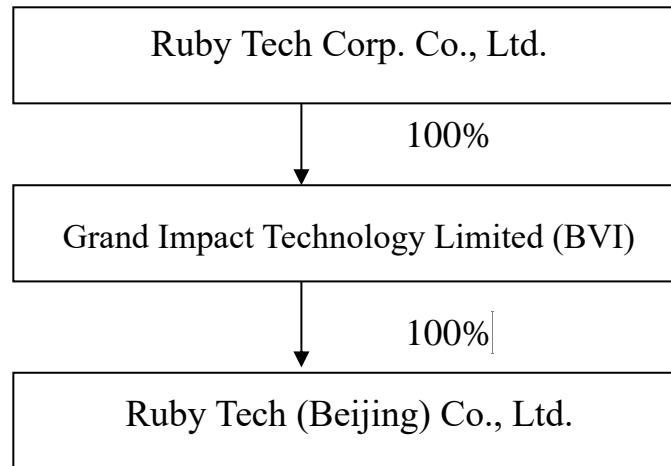 Ruby Tech Corp. Co., Ltd.
100%
Grand Impact Technology Limited (BVI)
100%
Ruby Tech (Beijing) Co., Ltd.